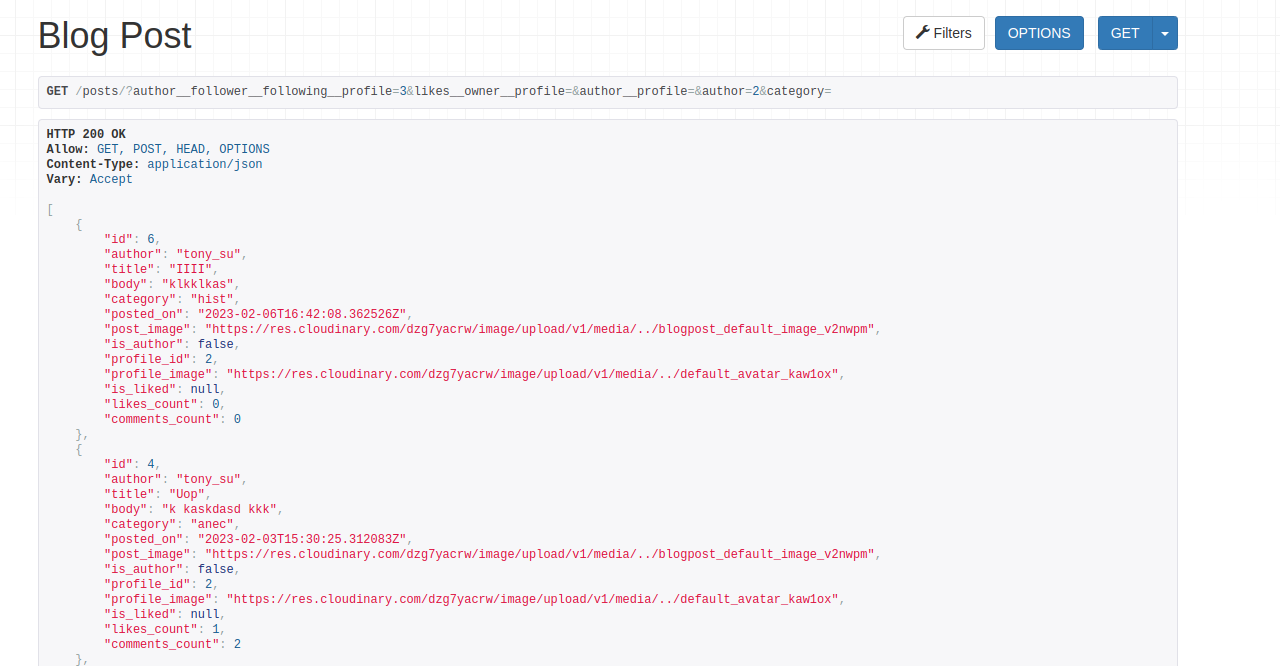 Blog Post
Filters
OPTIONS
GET
GET /posts/?author__follower__following__profile=3&likes__owner__profile=&author__profile=&author=2&category=
HTTP 200 OK
Allow: GET, POST, HEAD, OPTIONS
Content-Type: application/json
Vary: Accept
[
    {
        "id": 6,
        "author": "tony_su",
        "title": "IIII",
        "body": "klkklkas",
        "category": "hist",
        "posted_on": "2023-02-06T16:42:08.362526Z",
        "post_image": "https://res.cloudinary.com/dzg7yacrw/image/upload/v1/media/../blogpost_default_image_v2nwpm",
        "is_author": false,
        "profile_id": 2,
        "profile_image": "https://res.cloudinary.com/dzg7yacrw/image/upload/v1/media/../default_avatar_kaw1ox",
        "is_liked": null,
        "likes_count": 0,
        "comments_count": 0
    },
    {
        "id": 4,
        "author": "tony_su",
        "title": "Uop",
        "body": "k kaskdasd kkk",
        "category": "anec",
        "posted_on": "2023-02-03T15:30:25.312083Z",
        "post_image": "https://res.cloudinary.com/dzg7yacrw/image/upload/v1/media/../blogpost_default_image_v2nwpm",
        "is_author": false,
        "profile_id": 2,
        "profile_image": "https://res.cloudinary.com/dzg7yacrw/image/upload/v1/media/../default_avatar_kaw1ox",
        "is_liked": null,
        "likes_count": 1,
        "comments_count": 2
    },